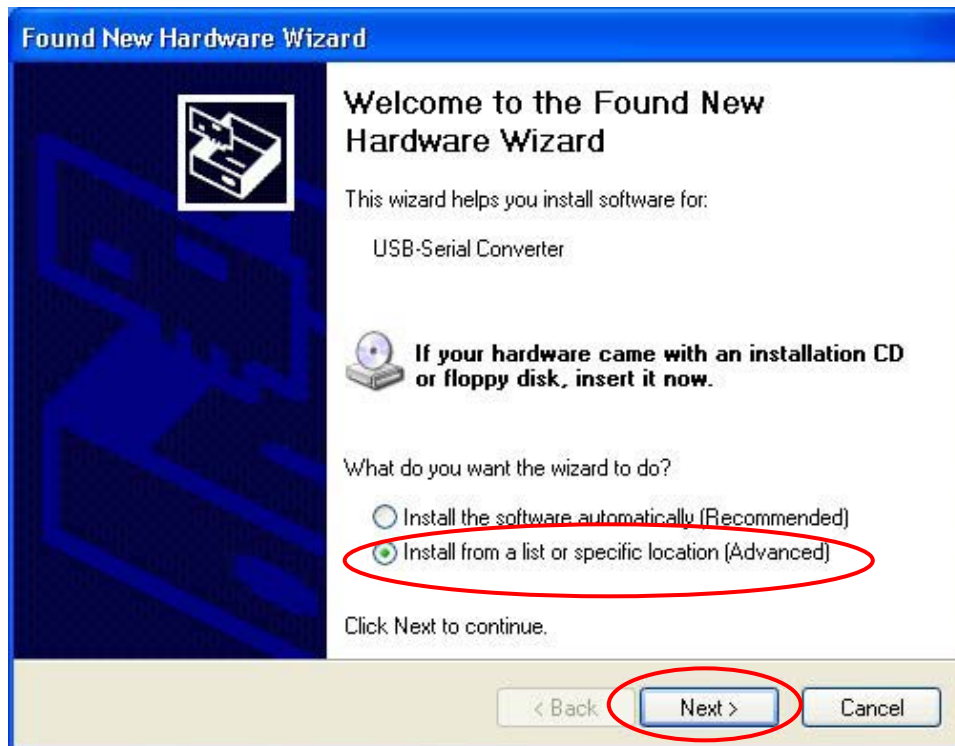 Found New Hardware Wizard
Welcome to the Found New
Hardware Wizard
This wizard helps you install software for:
USB-Serial Converter
If your hardware came with an installation CD
or floppy disk, insert it now.
What do you want the wizard to do?
Install the software automatically (Recommended)
Install from a list or specific location (Advanced)
Click Next to continue.
< Back Next > Cancel